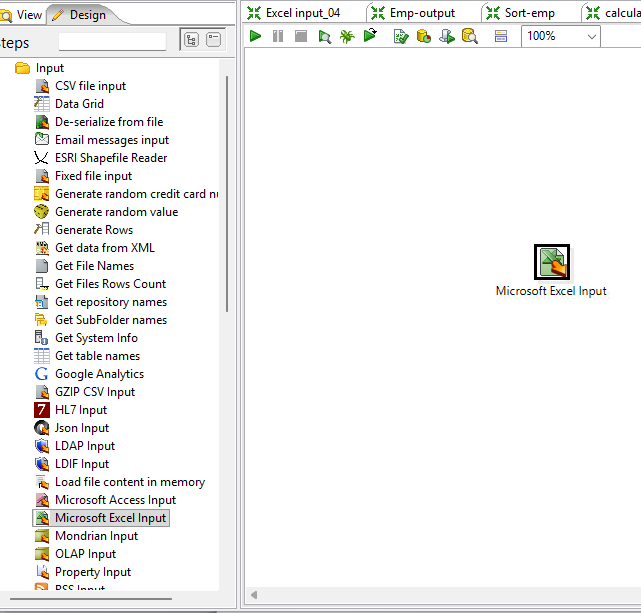 View
Design
Steps
Input
CSV file input
Data Grid
De-serialize from file
Email messages input
ESRI Shapefile Reader
Fixed file input
Generate random credit card nu
Generate random value
Generate Rows
Get data from XML
Get File Names
Get Files Rows Count
Get repository names
Get SubFolder names
Get System Info
Get table names
Google Analytics
GZIP CSV Input
HL7 Input
Json Input
LDAP Input
LDIF Input
Load file content in memory
Microsoft Access Input
Microsoft Excel Input
Mondrian Input
OLAP Input
Property Input
RSS Input
Excel input_04
Emp-output
Sort-emp
calcula
100%
Microsoft Excel Input